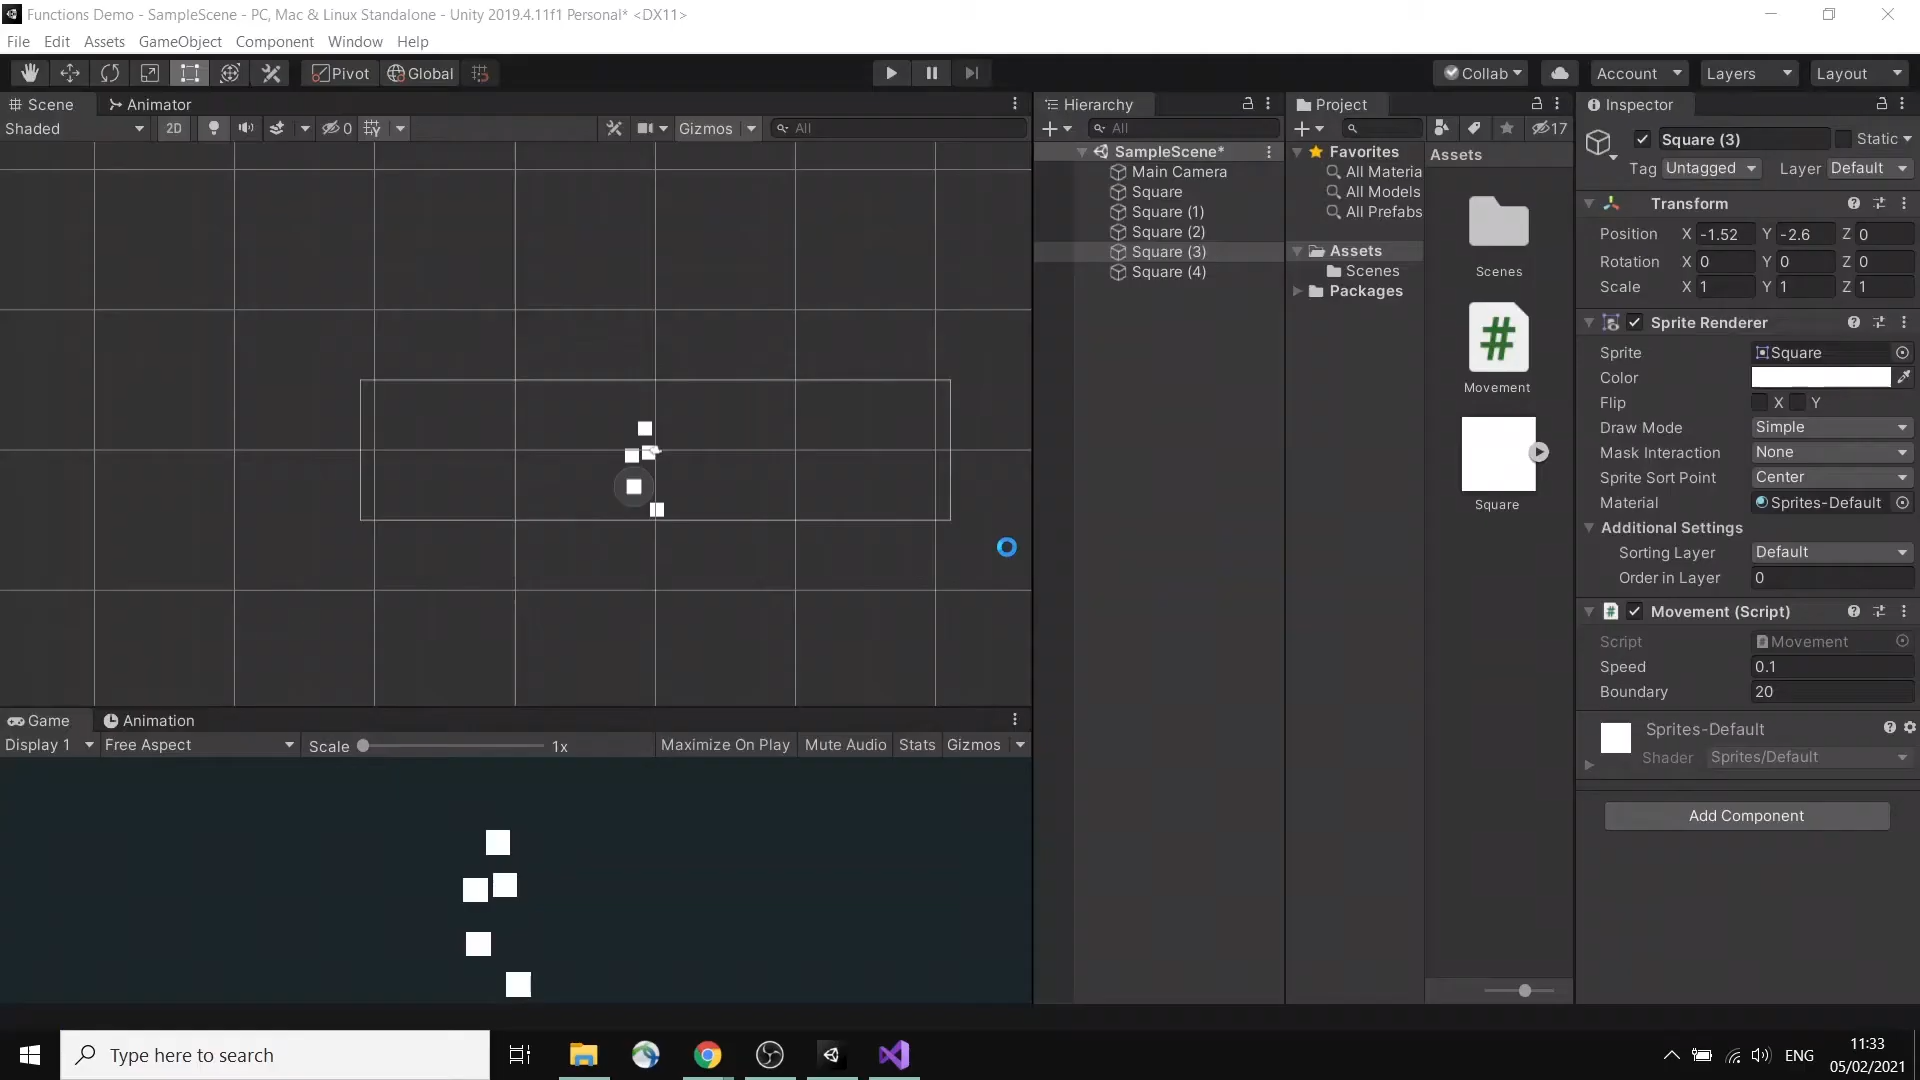 Functions Demo - SampleScene - PC, Mac & Linux Standalone - Unity 2019.4.11f1 Personal* <DX11>
File Edit Assets GameObject Component Window Help
Pivot Global Collab Account Layers Layout
Scene Animator
Shaded 2D 0 Gizmos All
Hierarchy
All
SampleScene*
Main Camera
Square
Square (1)
Square (2)
Square (3)
Square (4)
Project
17
Favorites
All Materia
All Models
All Prefabs
Assets
Scenes
Packages
Assets
Scenes
Movement
Square
Inspector
Square (3) Static
Tag Untagged Layer Default
Transform
Position X -1.52 Y -2.6 Z 0
Rotation X 0 Y 0 Z 0
Scale X 1 Y 1 Z 1
Sprite Renderer
Sprite Square
Color
Flip X Y
Draw Mode Simple
Mask Interaction None
Sprite Sort Point Center
Material Sprites-Default
Additional Settings
Sorting Layer Default
Order in Layer 0
Movement (Script)
Script Movement
Speed 0.1
Boundary 20
Sprites-Default
Shader Sprites/Default
Add Component
Game Animation
Display 1 Free Aspect Scale 1x Maximize On Play Mute Audio Stats Gizmos
Type here to search
ENG
11:33
05/02/2021